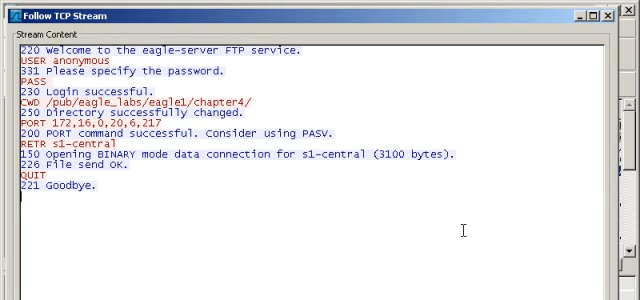 Follow TCP Stream
Stream Content
220 Welcome to the eagle-server FTP service.
USER anonymous
331 Please specify the password.
PASS
230 Login successful.
CWD /pub/eagle_labs/eagle1/chapter4/
250 Directory successfully changed.
PORT 172,16,0,20,6,217
200 PORT command successful. Consider using PASV.
RETR s1-central
150 Opening BINARY mode data connection for s1-central (3100 bytes).
226 File send OK.
QUIT
221 Goodbye.